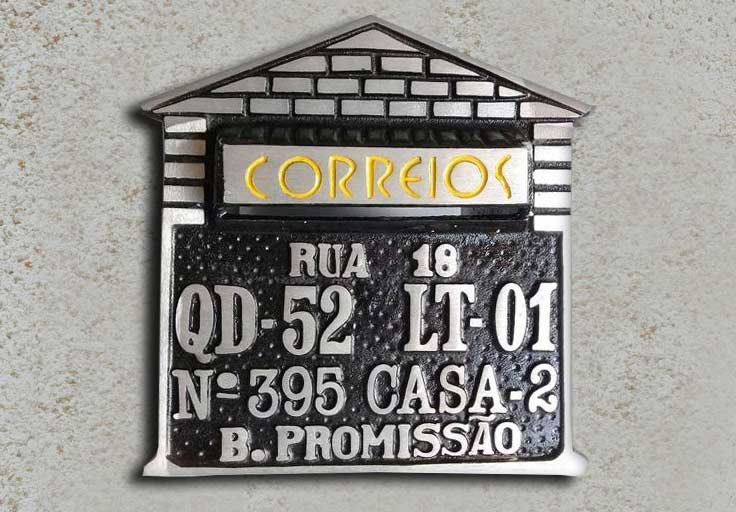 CORREIOS
RUA 18
QD-52 LT-01
Nº 395 CASA-2
B. PROMISSÃO